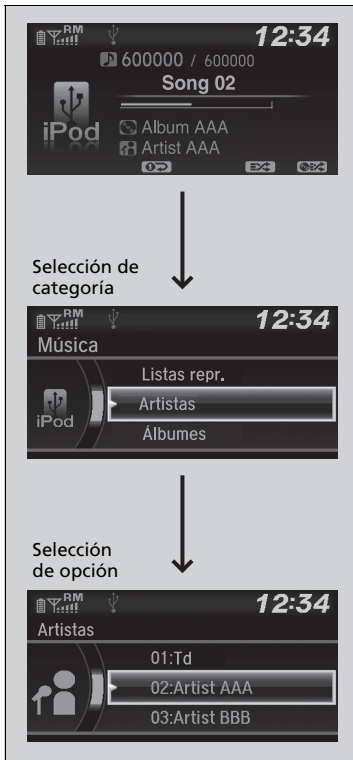 RM 12:34
600000 / 600000
Song 02
iPod
Album AAA
Artist AAA
1
Selección de
categoría
RM 12:34
Música
Listas repr.
iPod
Artistas
Álbumes
Selección
de opción
RM 12:34
Artistas
01:Td
02:Artist AAA
03:Artist BBB